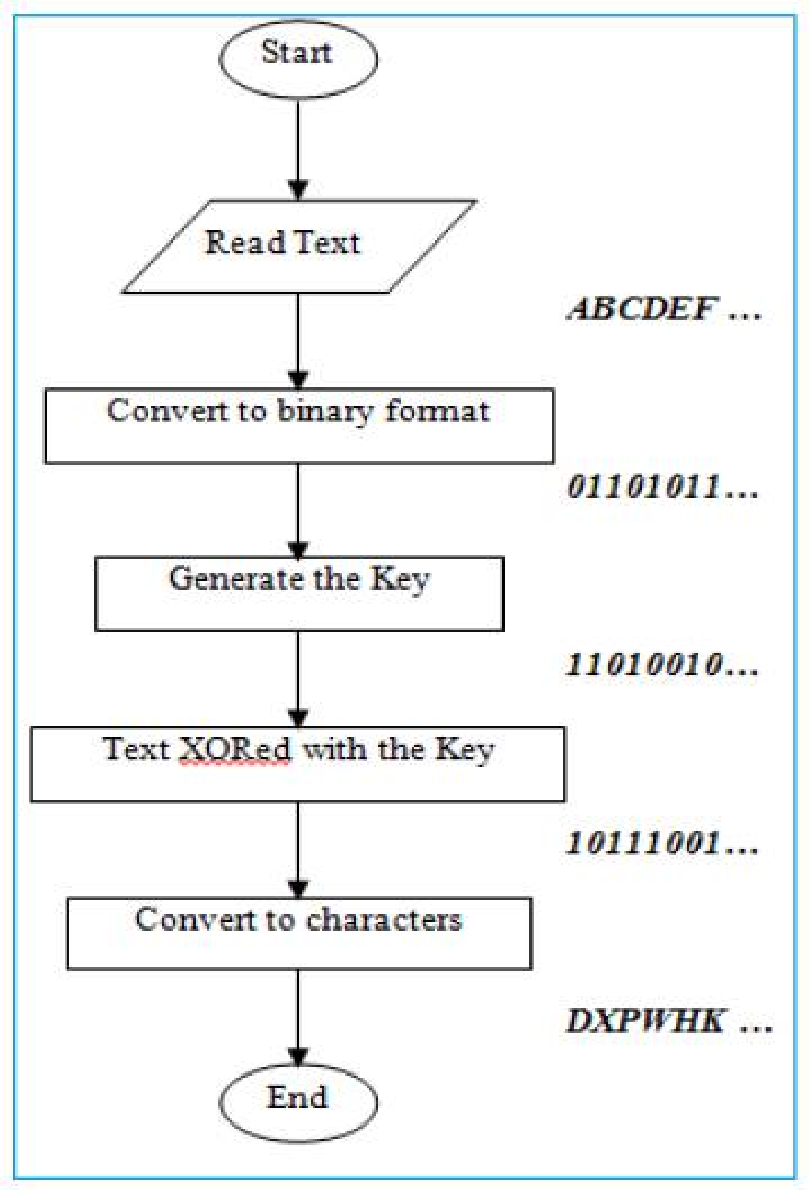 Start
Read Text
ABCDEF ...
Convert to binary format
01101011...
Generate the Key
11010010...
Text XORed with the Key
10111001...
Convert to characters
DXPWHK ...
End